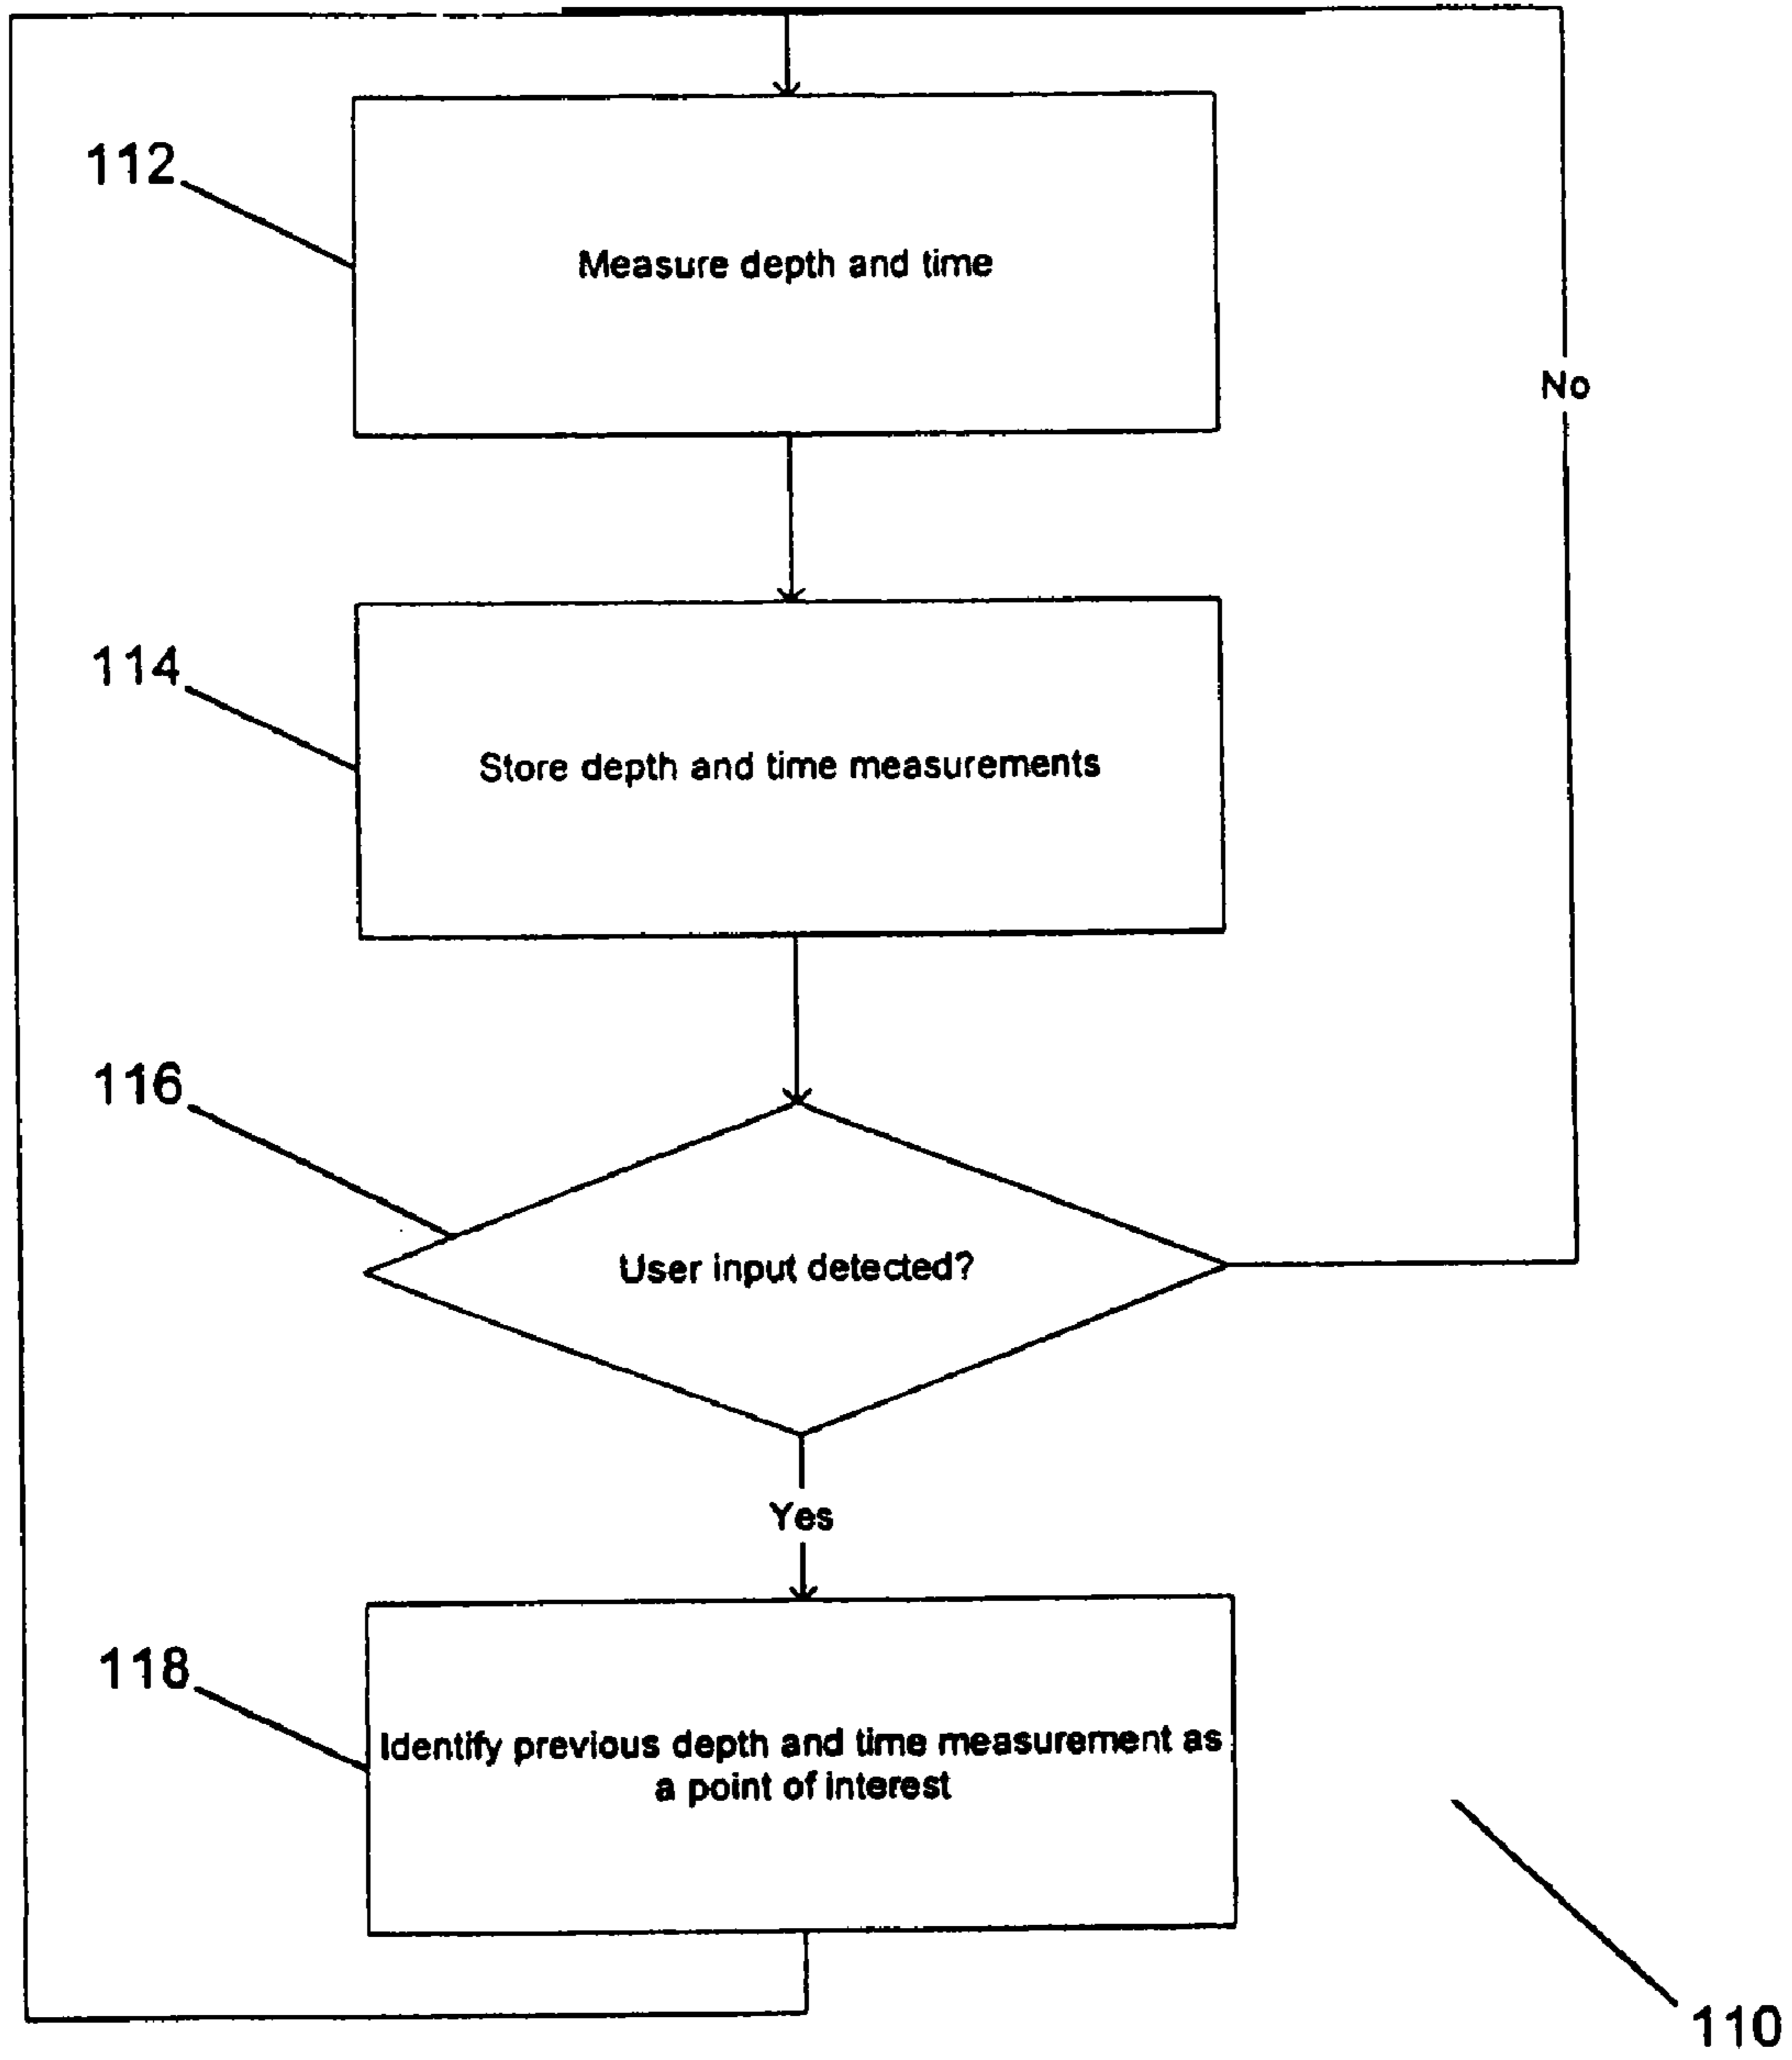 112
Measure depth and time
No
114
Store depth and time measurements
116
User input detected?
Yes
118
Identify previous depth and time measurement as
a point of interest
110